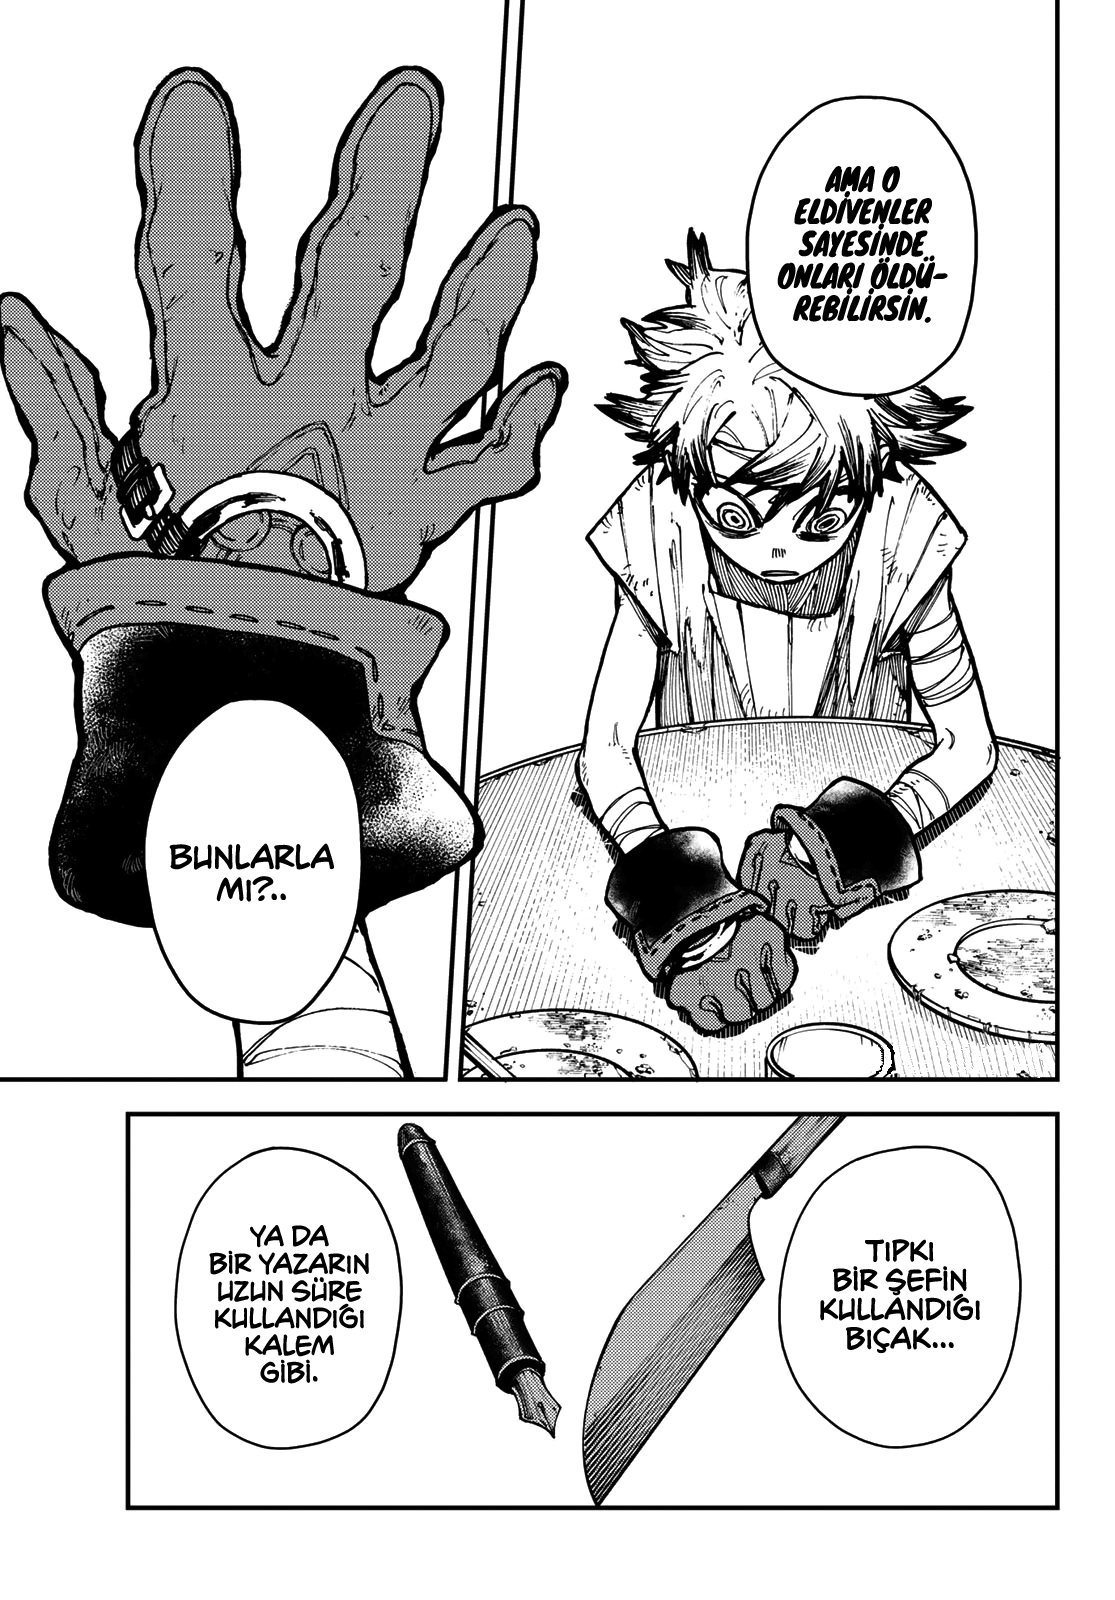 AMA O
ELDİVENLER
SAYESİNDE
ONLARI ÖLDÜ-
REBİLİRSİN.
BUNLARLA
MI?..
TIPKI
BİR ŞEFİN
KULLANDIĞI
BIÇAK...
YA DA
BİR YAZARIN
UZUN SÜRE
KULLANDIĞI
KALEM
GİBİ.